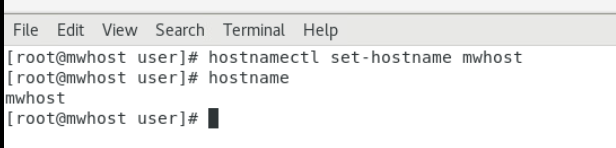 File Edit View Search Terminal Help
[root@mwhost user]# hostnamectl set-hostname mwhost
[root@mwhost user]# hostname
mwhost
[root@mwhost user]#